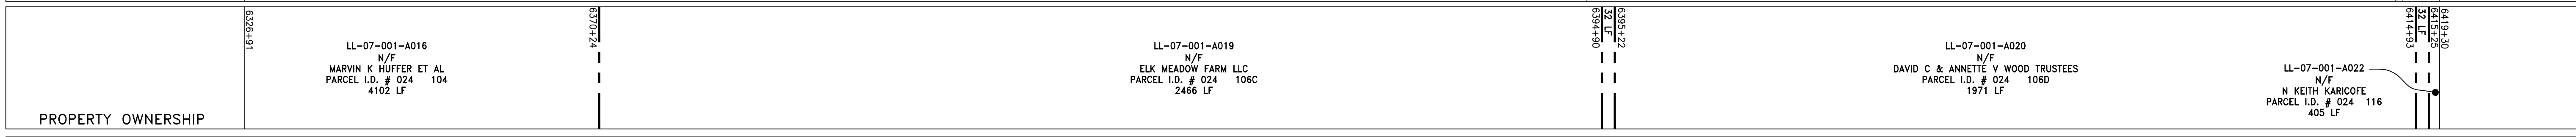 PROPERTY OWNERSHIP
6326+91
LL-07-001-A016
N/F
MARVIN K HUFFER ET AL
PARCEL I.D. # 024 104
4102 LF
6370+24
LL-07-001-A019
N/F
ELK MEADOW FARM LLC
PARCEL I.D. # 024 106C
2466 LF
6394+90
32 LF
6395+22
LL-07-001-A020
N/F
DAVID C & ANNETTE V WOOD TRUSTEES
PARCEL I.D. # 024 106D
1971 LF
LL-07-001-A022
N/F
N KEITH KARICOFE
PARCEL I.D. # 024 116
405 LF
6414+93
32 LF
6415+25
6419+30